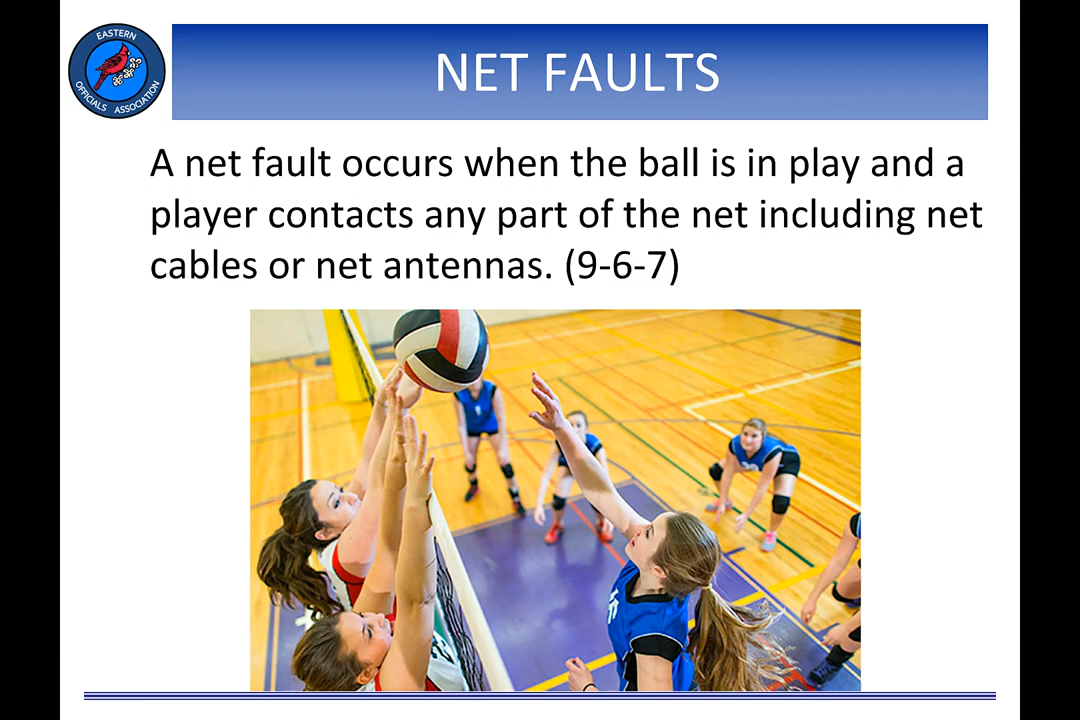 EASTERN
OFFICIALS ASSOCIATION
NET FAULTS
A net fault occurs when the ball is in play and a
player contacts any part of the net including net
cables or net antennas. (9-6-7)